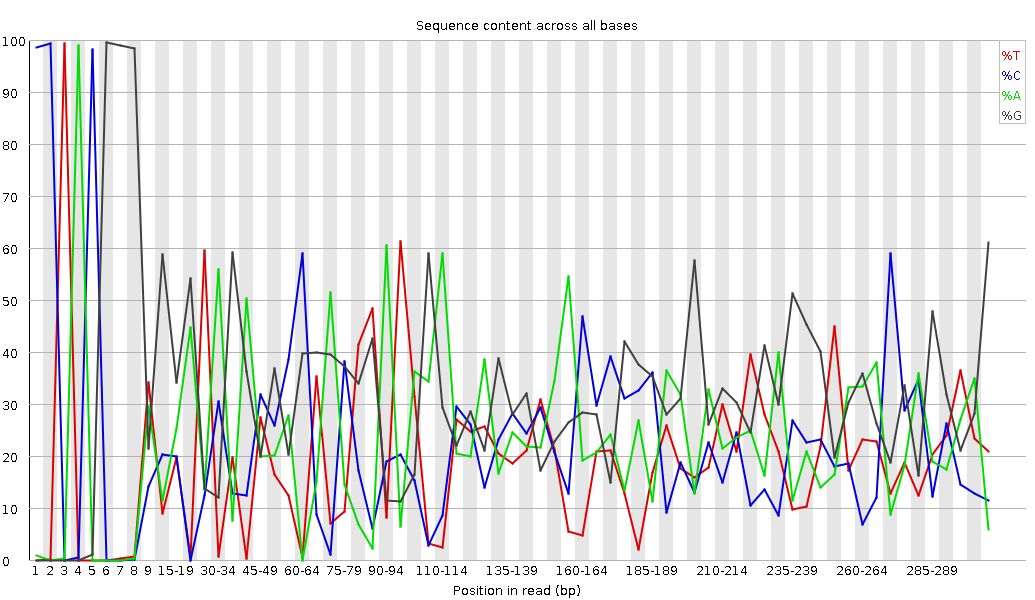 Sequence content across all bases
100
90
80
70
60
50
40
30
20
10
0
%T
%C
%A
%G
1 2 3 4 5 6 7 8 9 15-19 30-34 45-49 60-64 75-79 90-94 110-114 135-139 160-164 185-189 210-214 235-239 260-264 285-289
Position in read (bp)